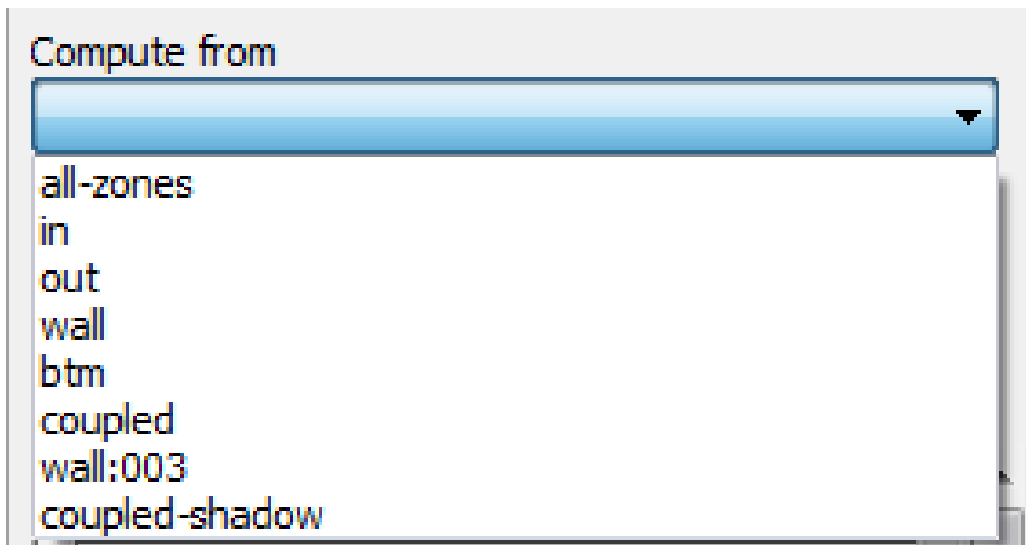 Compute from
all-zones
in
out
wall
btm
coupled
wall:003
coupled-shadow